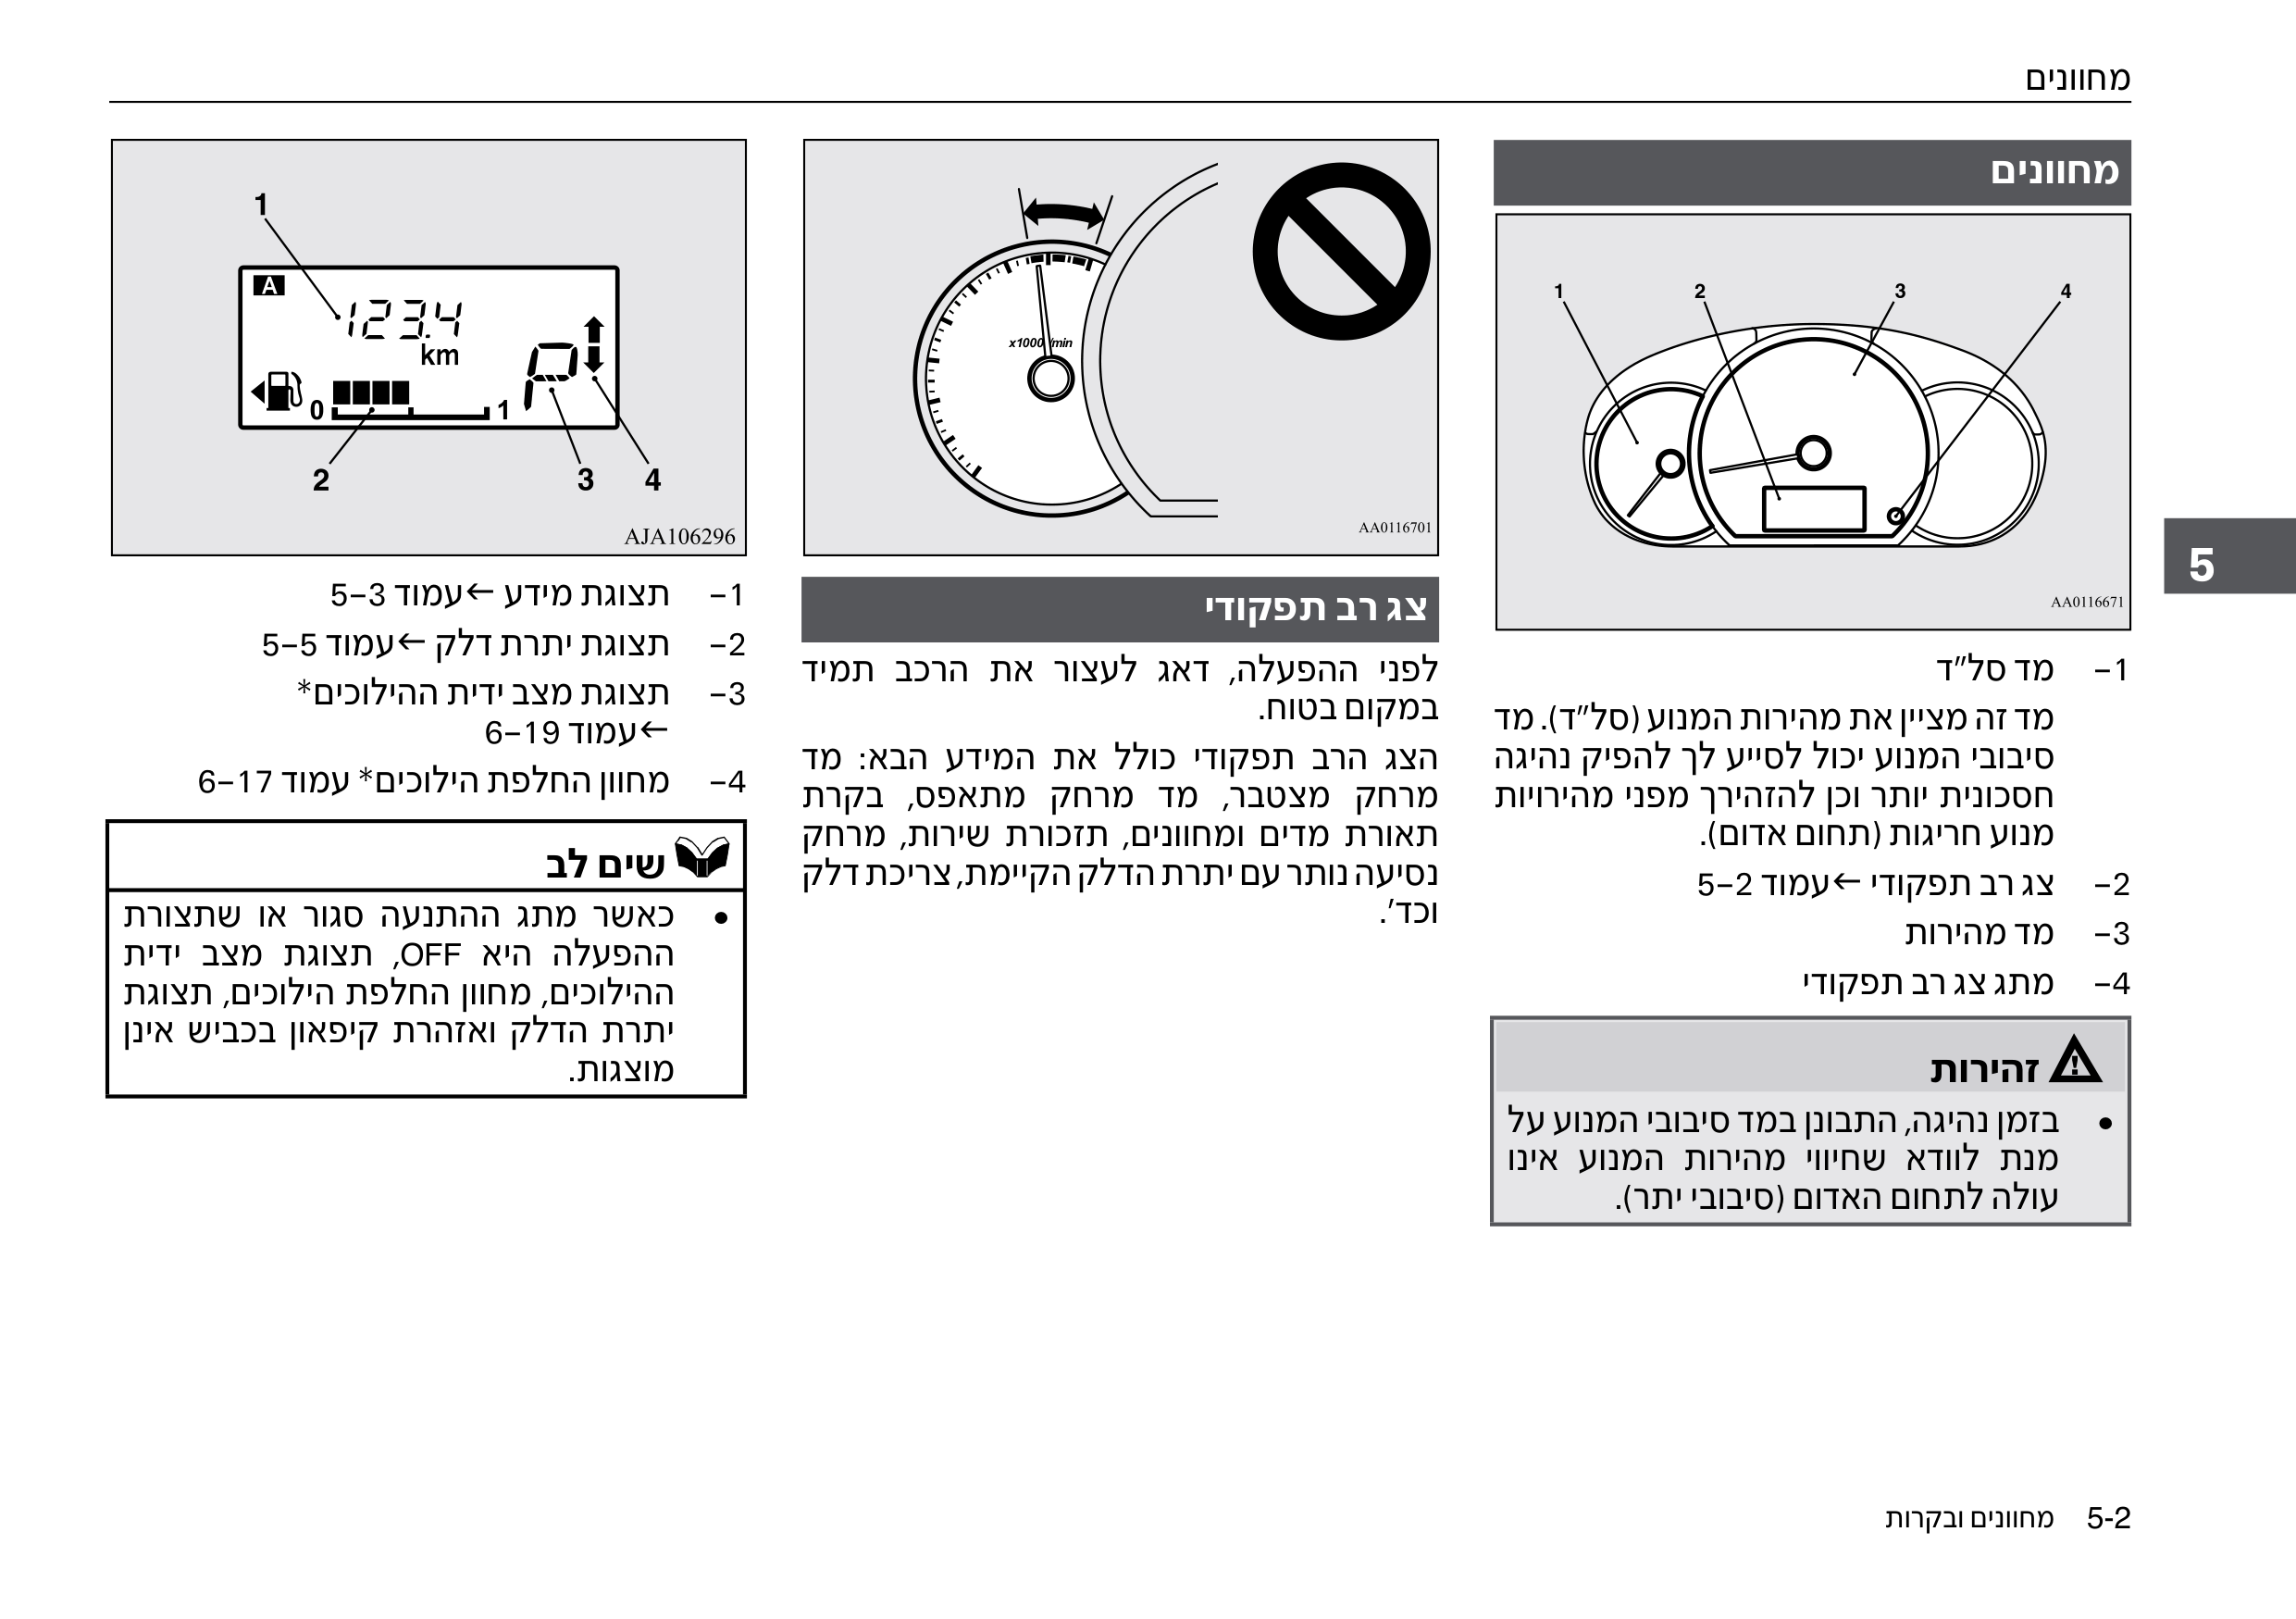 מחוונים
מחוונים
1
2
3
4
AA0116671
1– מד סל״ד
מד זה מציין את מהירות המנוע (סל״ד). מד
סיבובי המנוע יכול לסייע לך להפיק נהיגה
חסכונית יותר וכן להזהירך מפני מהירויות
מנוע חריגות (תחום אדום).
2– צג רב תפקודי ←עמוד 5–2
3– מד מהירות
4– מתג צג רב תפקודי
זהירות
• בזמן נהיגה, התבונן במד סיבובי המנוע על
מנת לוודא שחיווי מהירות המנוע אינו
עולה לתחום האדום (סיבובי יתר).
x1000 /min
AA0116701
צג רב תפקודי
לפני ההפעלה, דאג לעצור את הרכב תמיד
במקום בטוח.
הצג הרב תפקודי כולל את המידע הבא: מד
מרחק מצטבר, מד מרחק מתאפס, בקרת
תאורת מדים ומחוונים, תזכורת שירות, מרחק
נסיעה נותר עם יתרת הדלק הקיימת, צריכת דלק
וכד׳.
1
A
123.4
km
P
0
1
2
3
4
AJA106296
1– תצוגת מידע ←עמוד 5–3
2– תצוגת יתרת דלק ←עמוד 5–5
3– תצוגת מצב ידית ההילוכים*
←עמוד 6–19
4– מחוון החלפת הילוכים* עמוד 6–17
שים לב
• כאשר מתג ההתנעה סגור או שתצורת
ההפעלה היא OFF, תצוגת מצב ידית
ההילוכים, מחוון החלפת הילוכים, תצוגת
יתרת הדלק ואזהרת קיפאון בכביש אינן
מוצגות.
5
5-2 מחוונים ובקרות